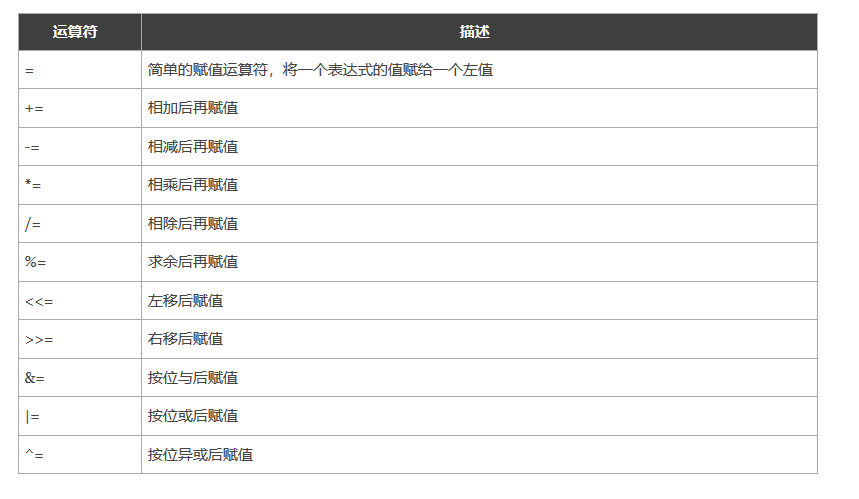 运算符 描述
= 简单的赋值运算符，将一个表达式的值赋给一个左值
+= 相加后再赋值
-= 相减后再赋值
*= 相乘后再赋值
/= 相除后再赋值
%= 求余后再赋值
<<= 左移后赋值
>>= 右移后赋值
&= 按位与后赋值
|= 按位或后赋值
^= 按位异或后赋值